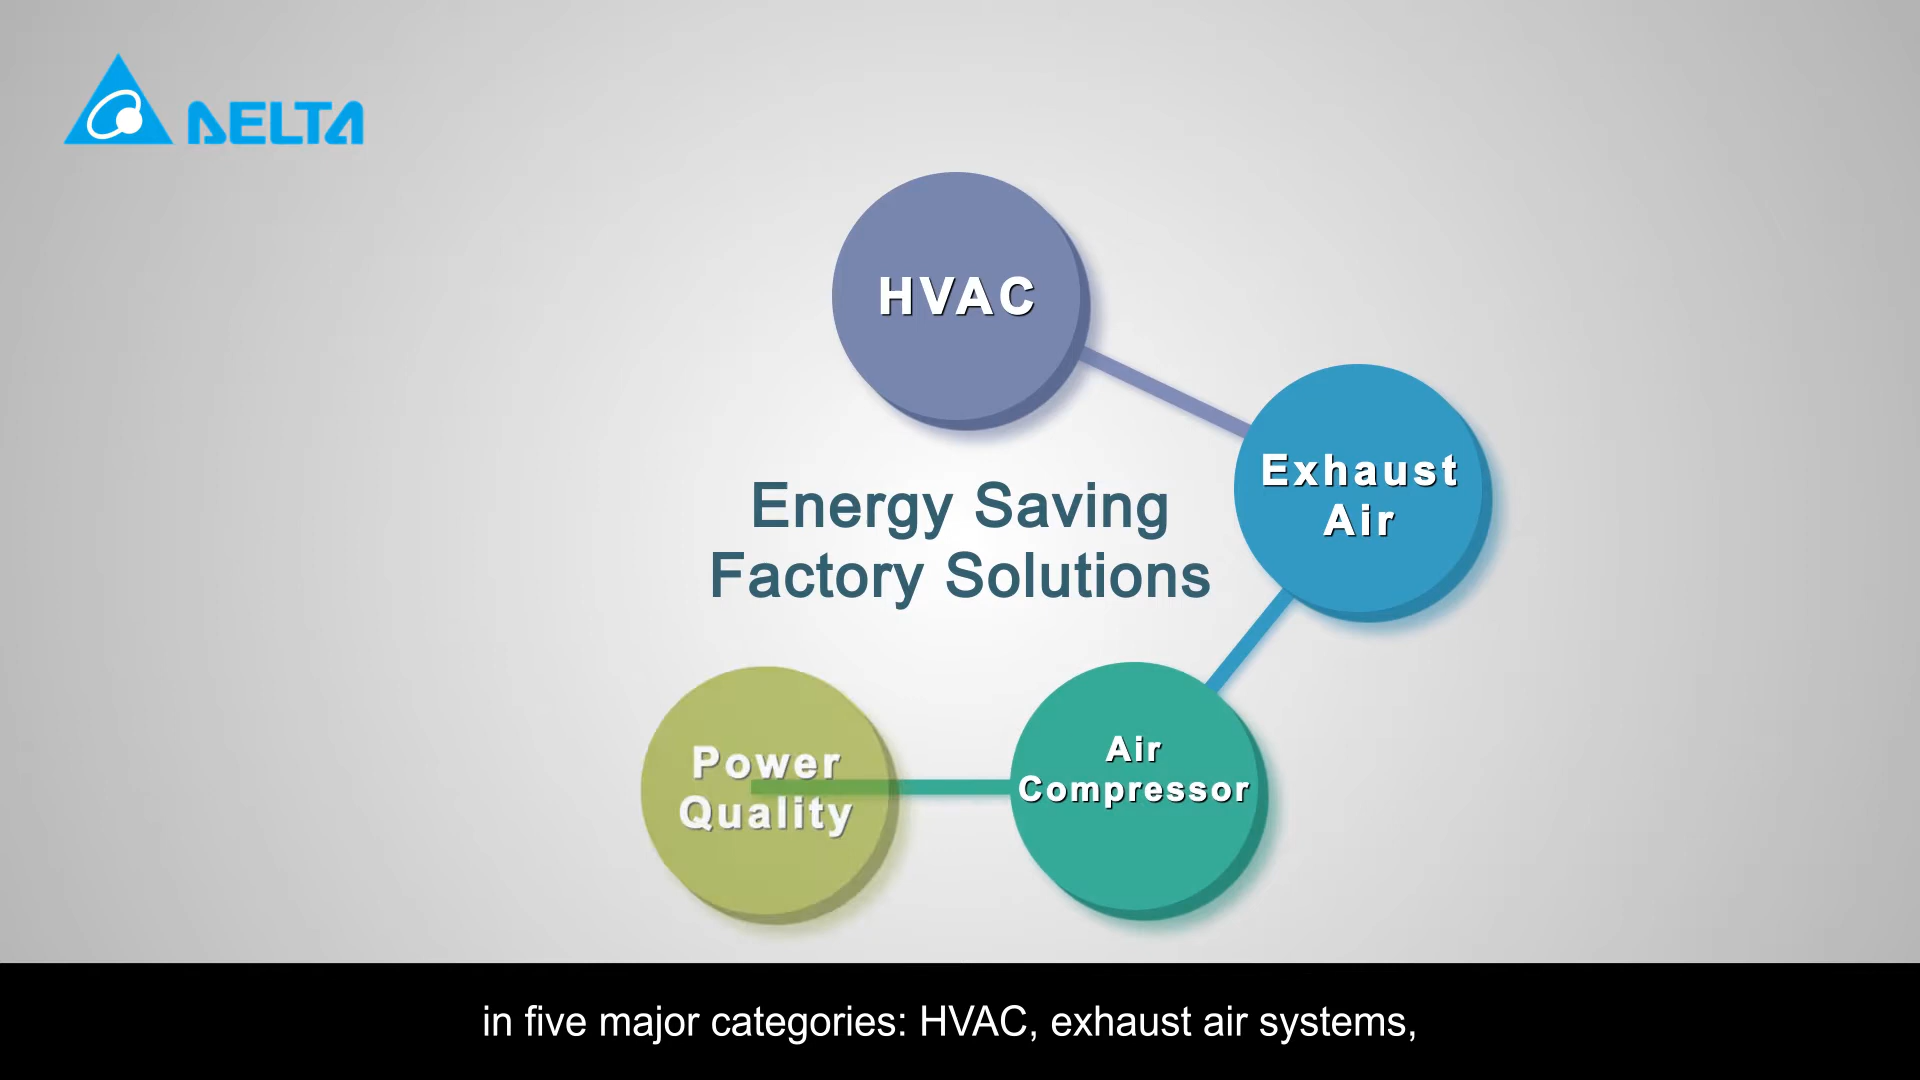 DELTA
HVAC
Exhaust
Air
Energy Saving
Factory Solutions
Air
Compressor
Power
Quality
in five major categories: HVAC, exhaust air systems,